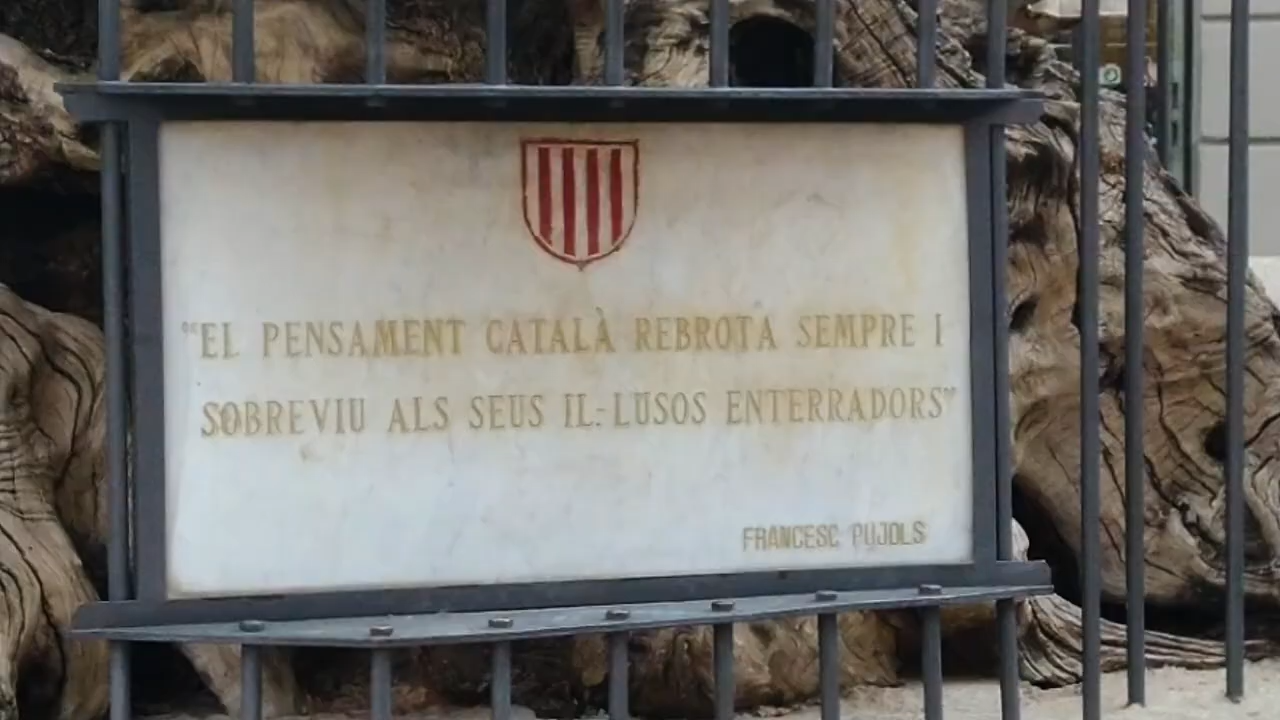 "EL PENSAMENT CATALÀ REBROTA SEMPRE I
SOBREVIU ALS SEUS IL·LUSOS ENTERRADORS"
FRANCESC PUJOLS